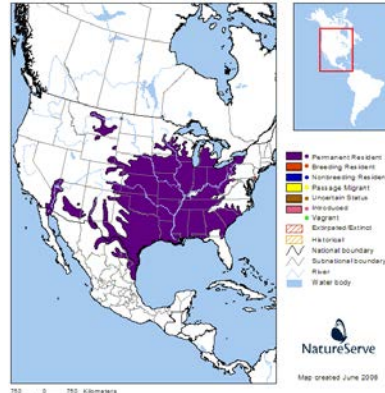 Permanent Resident
Breeding Resident
Nonbreeding Resident
Passage Migrant
Uncertain Status
Introduced
Vagrant
Extirpated/Extinct
Historical
National boundary
Subnational boundary
River
Water body
NatureServe
Map created June 2006
750 0 750 Kilometers